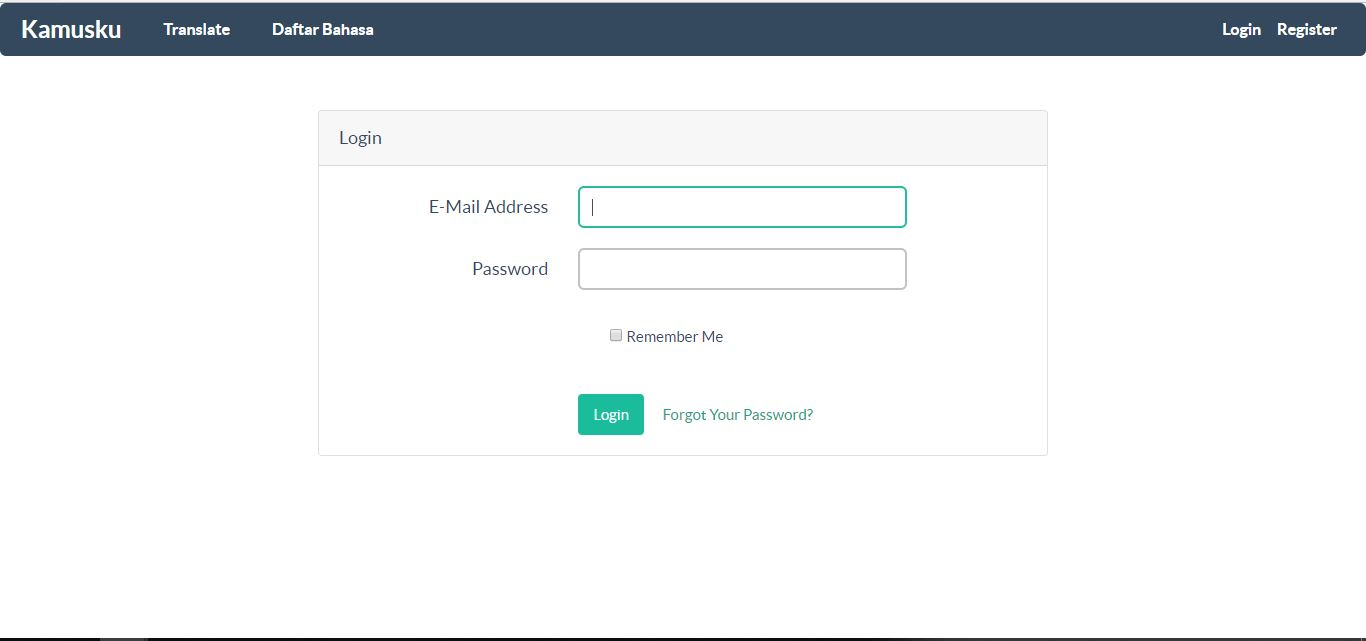 Kamusku Translate Daftar Bahasa Login Register
Login
E-Mail Address
Password
Remember Me
Login Forgot Your Password?